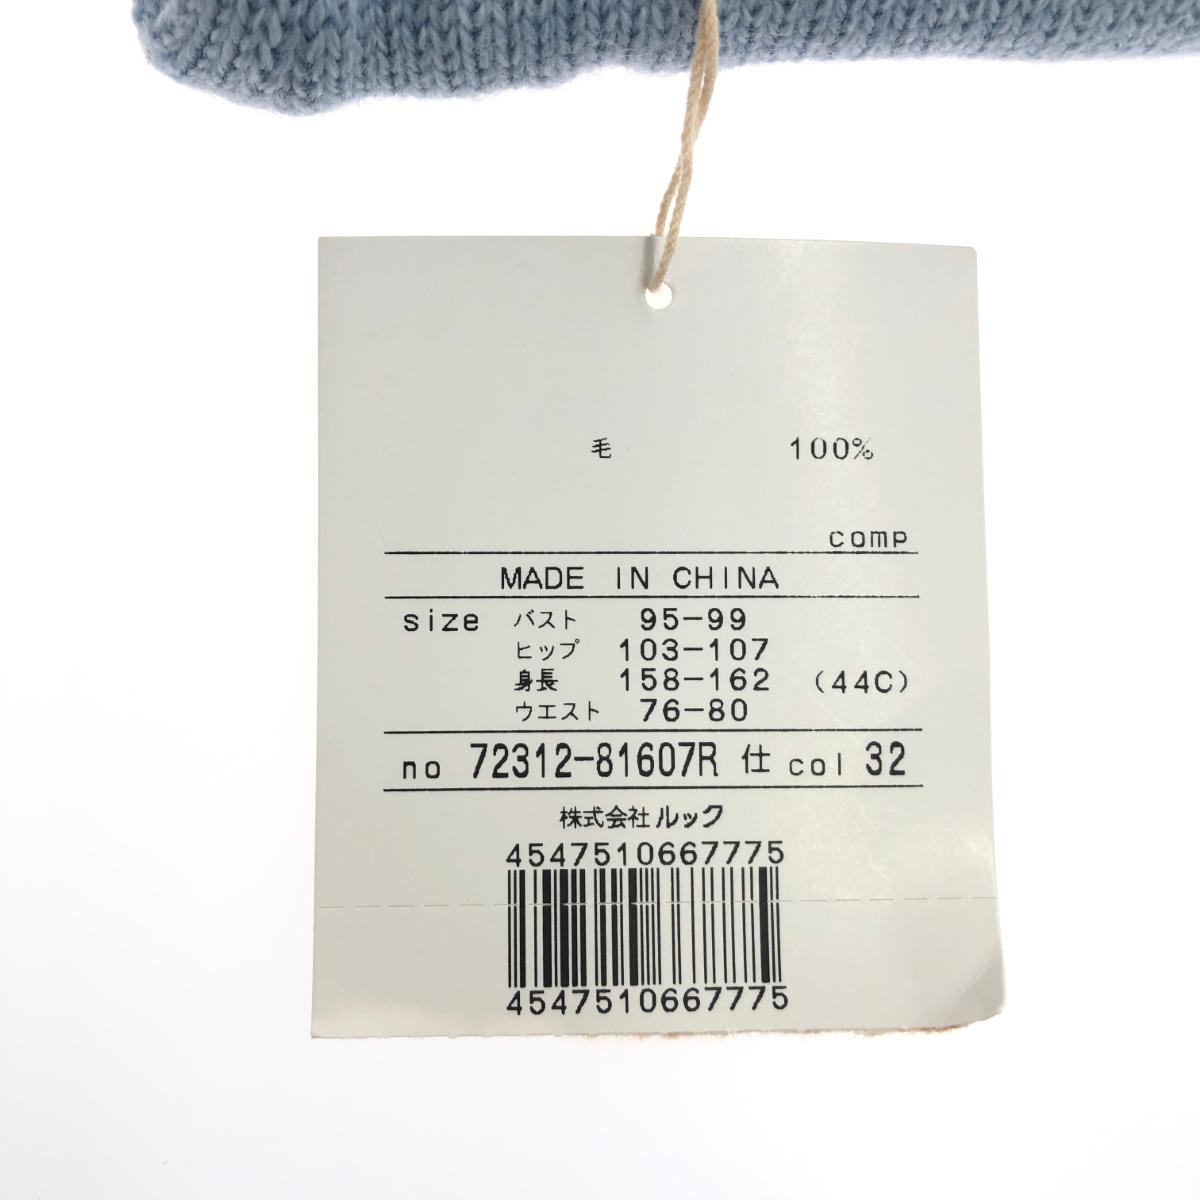 毛 100%
comp
MADE IN CHINA
size バスト 95-99
ヒップ 103-107
身長 158-162 (44C)
ウエスト 76-80
no 72312-81607R 仕 col 32
株式会社 ルック
4547510667775
4547510667775